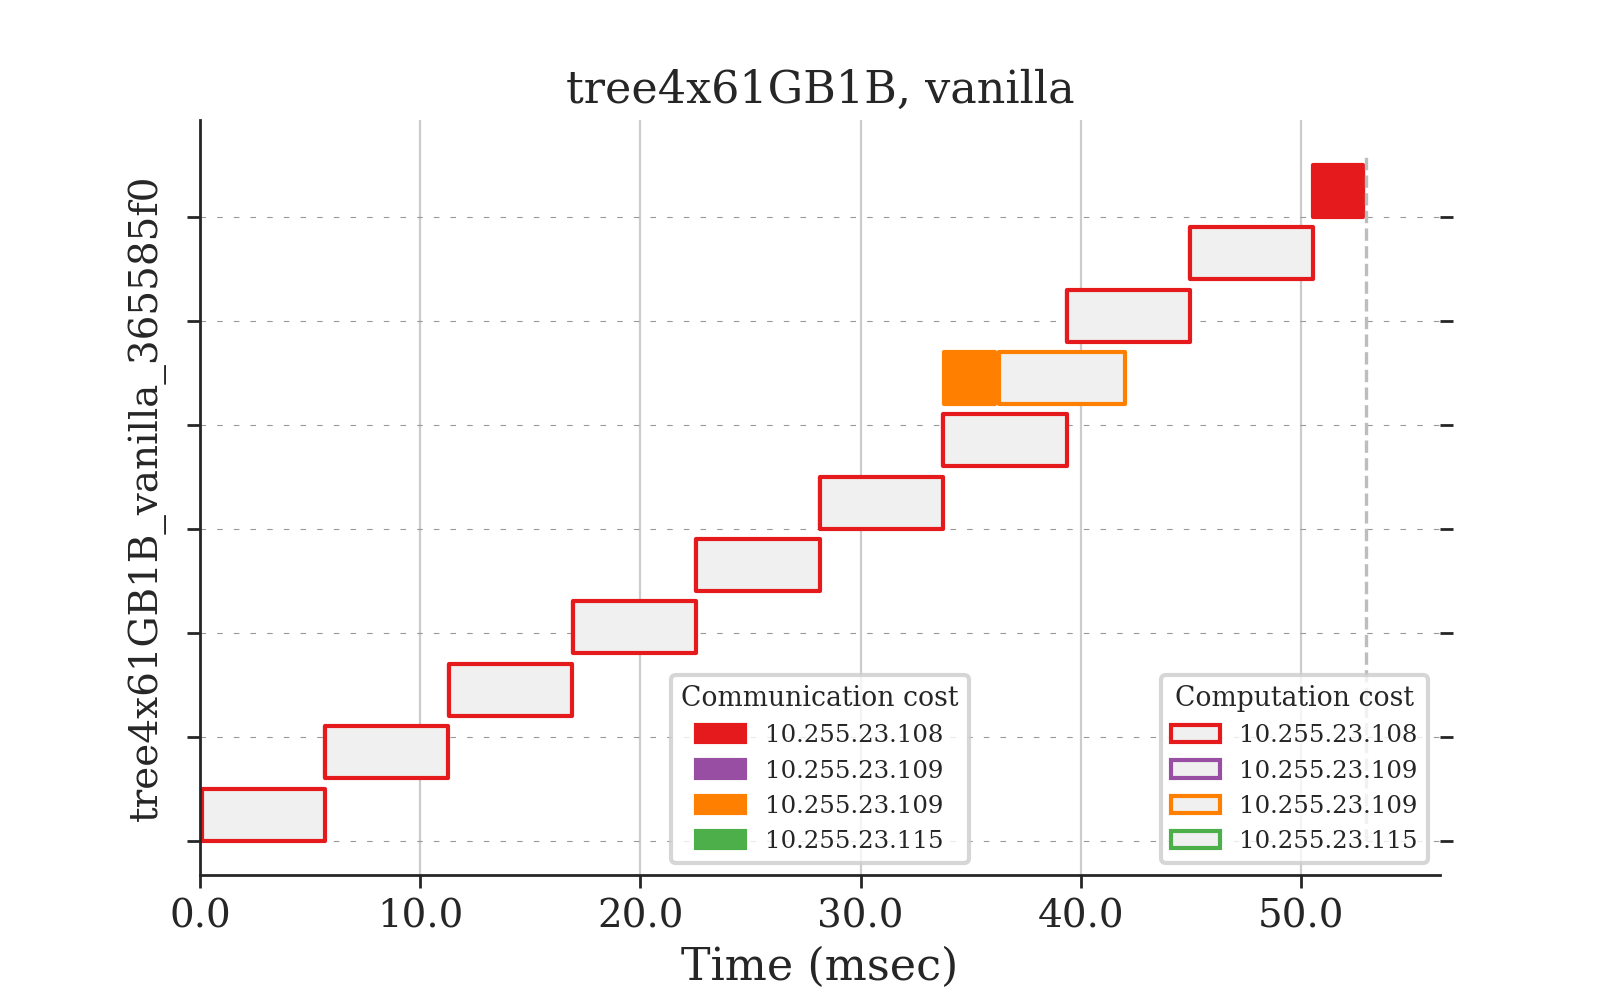 tree4x61GB1B, vanilla
tree4x61GB1B_vanilla_365585f0
Communication cost
10.255.23.108
10.255.23.109
10.255.23.109
10.255.23.115
Computation cost
10.255.23.108
10.255.23.109
10.255.23.109
10.255.23.115
0.0 10.0 20.0 30.0 40.0 50.0
Time (msec)